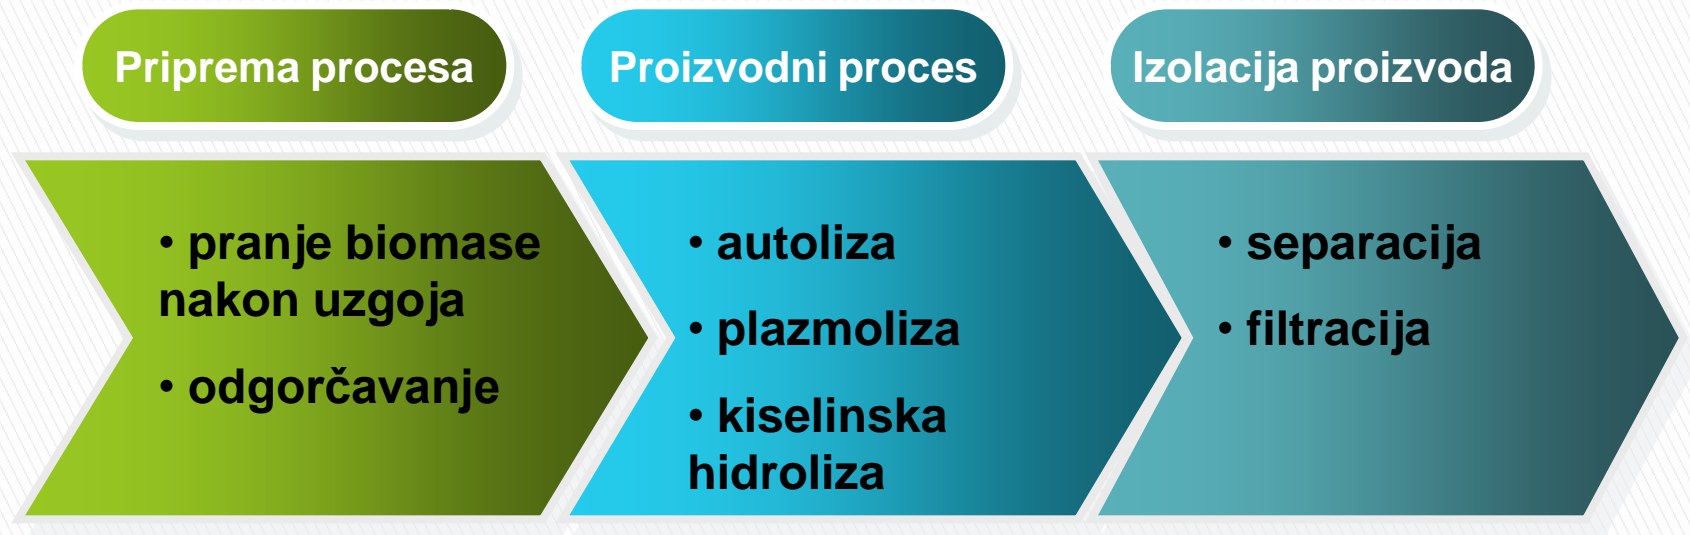 Priprema procesa
Proizvodni proces
Izolacija proizvoda
• pranje biomase
nakon uzgoja
• odgorčavanje
• autoliza
• plazmoliza
• kiselinska
hidroliza
• separacija
• filtracija